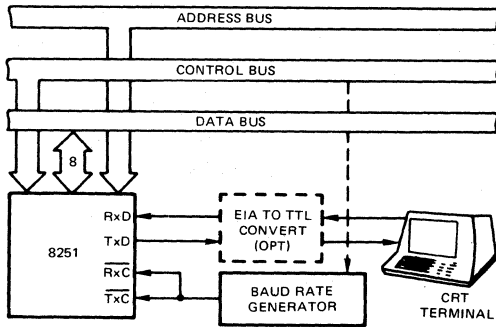 ADDRESS BUS
CONTROL BUS
DATA BUS
8
8251
RxD
TxD
RxC
TxC
EIA TO TTL
CONVERT
(OPT)
BAUD RATE
GENERATOR
CRT
TERMINAL